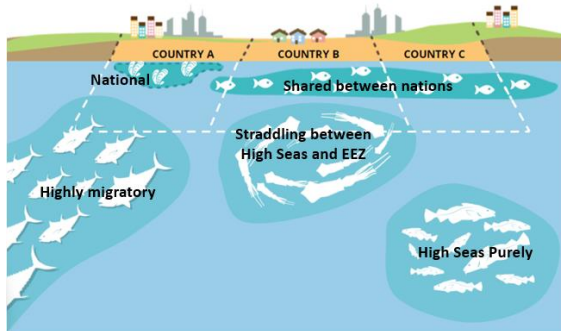 COUNTRY A
COUNTRY B
COUNTRY C
National
Shared between nations
Straddling between
High Seas and EEZ
Highly migratory
High Seas Purely